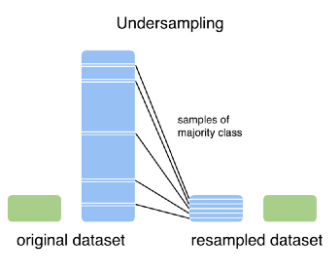 Undersampling
samples of
majority class
original dataset
resampled dataset